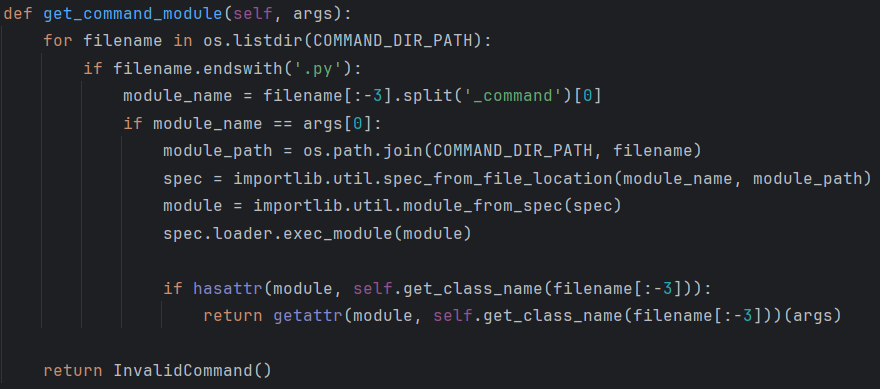 def get_command_module(self, args):
    for filename in os.listdir(COMMAND_DIR_PATH):
        if filename.endswith('.py'):
            module_name = filename[:-3].split('_command')[0]
            if module_name == args[0]:
                module_path = os.path.join(COMMAND_DIR_PATH, filename)
                spec = importlib.util.spec_from_file_location(module_name, module_path)
                module = importlib.util.module_from_spec(spec)
                spec.loader.exec_module(module)

                if hasattr(module, self.get_class_name(filename[:-3])):
                    return getattr(module, self.get_class_name(filename[:-3]))(args)

    return InvalidCommand()